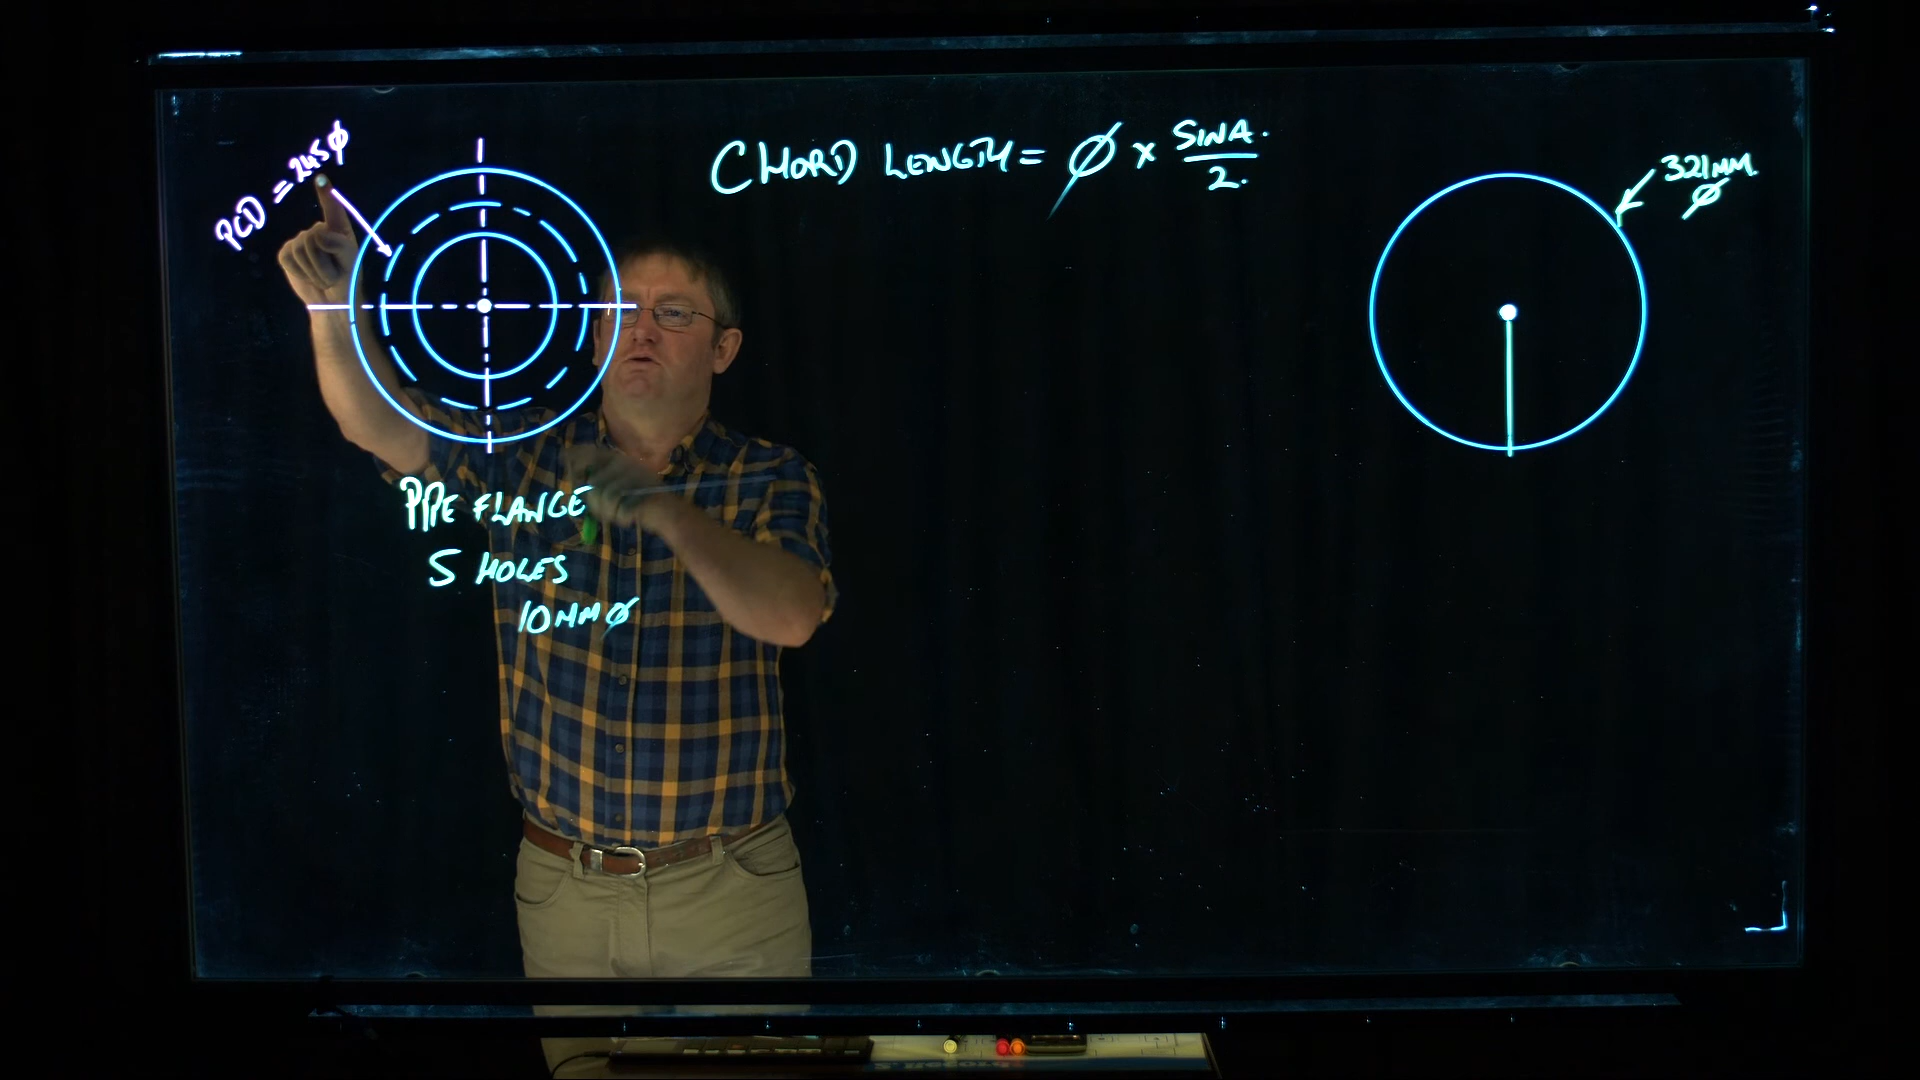 PCD = 245Ø
CHORD LENGTH = Ø × SINA.
2.
321MM.
Ø
PIPE FLANGE
5 HOLES
10MMØ